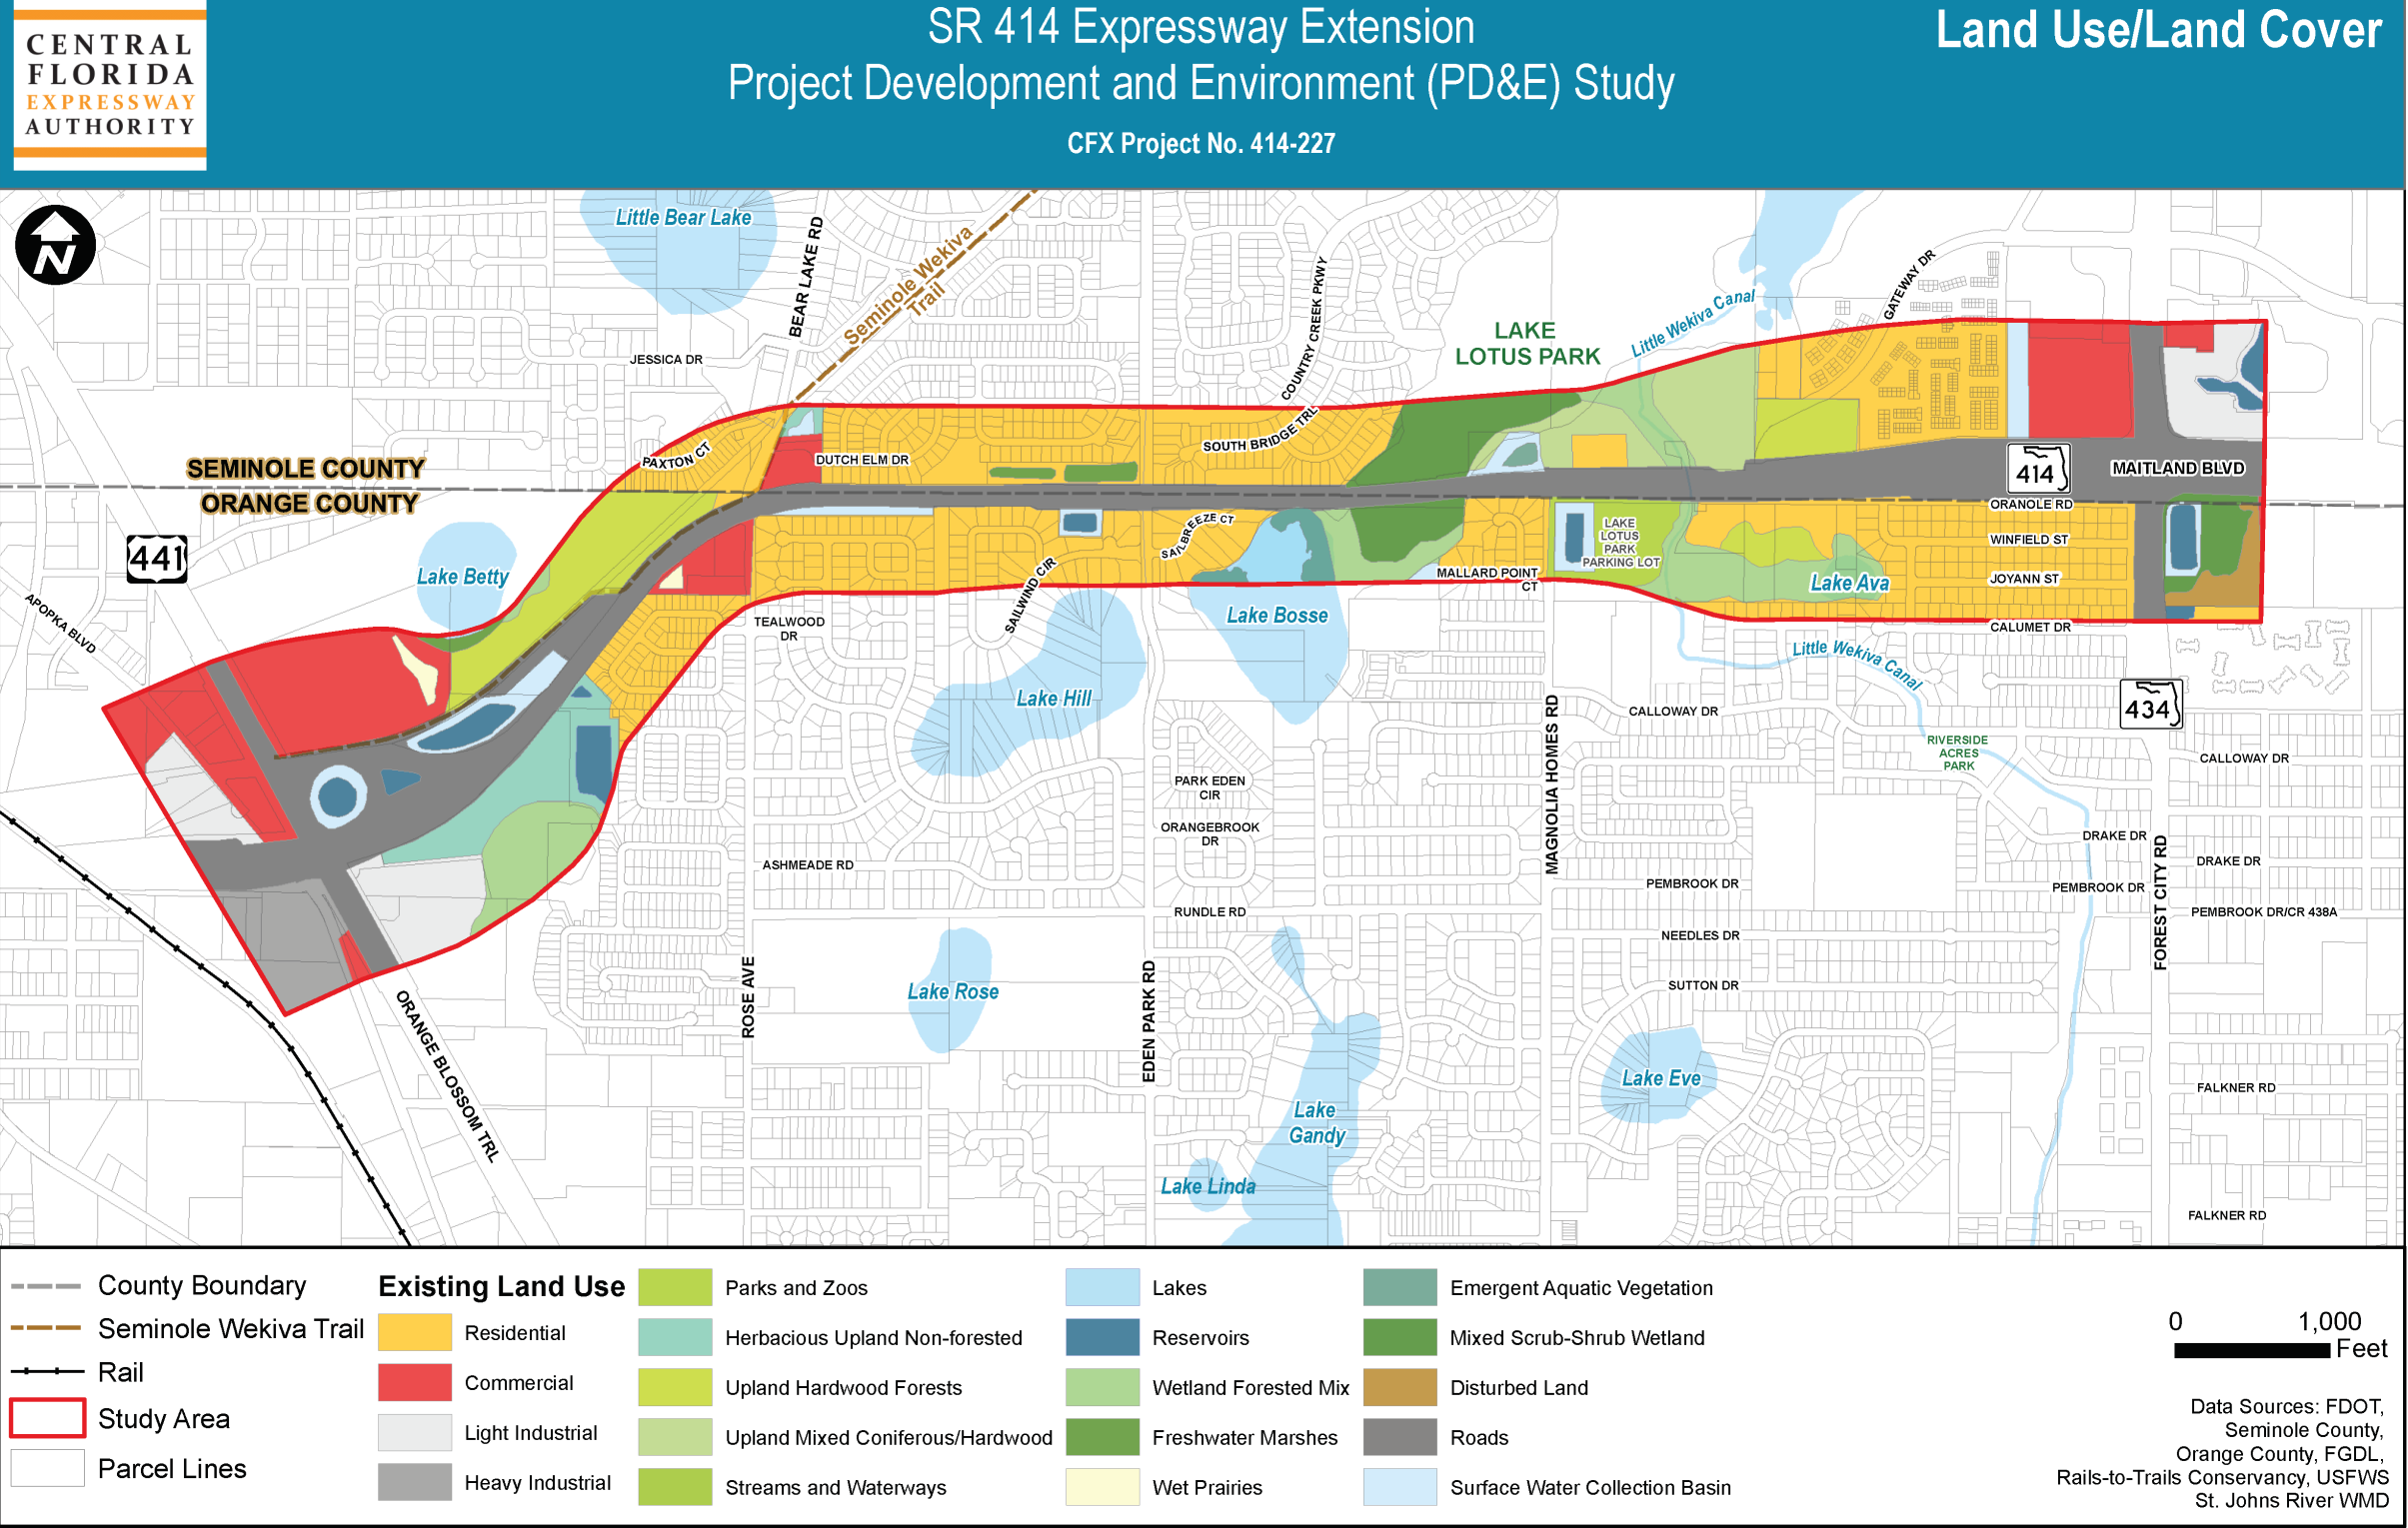 CENTRAL
FLORIDA
EXPRESSWAY
AUTHORITY
SR 414 Expressway Extension
Project Development and Environment (PD&E) Study
CFX Project No. 414-227
Land Use/Land Cover
N
Little Bear Lake
BEAR LAKE RD
Seminole Wekiva
Trail
JESSICA DR
COUNTRY CREEK PKWY
LAKE
LOTUS PARK
Little Wekiva Canal
GATEWAY DR
PAXTON CT
DUTCH ELM DR
SOUTH BRIDGE TRL
SEMINOLE COUNTY
ORANGE COUNTY
414
MAITLAND BLVD
ORANOLE RD
441
Lake Betty
SAILBREEZE CT
LAKE
LOTUS
PARK
PARKING LOT
WINFIELD ST
JOYANN ST
Lake Ava
MALLARD POINT
CT
APOPKA BLVD
SAILWIND CIR
TEALWOOD
DR
Lake Bosse
CALUMET DR
Little Wekiva Canal
Lake Hill
MAGNOLIA HOMES RD
CALLOWAY DR
434
RIVERSIDE
ACRES
PARK
CALLOWAY DR
PARK EDEN
CIR
ORANGEBROOK
DR
DRAKE DR
FOREST CITY RD
DRAKE DR
ASHMEADE RD
PEMBROOK DR
PEMBROOK DR
RUNDLE RD
PEMBROOK DR/CR 438A
NEEDLES DR
ROSE AVE
EDEN PARK RD
SUTTON DR
Lake Rose
ORANGE BLOSSOM TRL
Lake Eve
FALKNER RD
Lake
Gandy
Lake Linda
FALKNER RD
County Boundary
Seminole Wekiva Trail
Rail
Study Area
Parcel Lines
Existing Land Use
Residential
Commercial
Light Industrial
Heavy Industrial
Parks and Zoos
Herbacious Upland Non-forested
Upland Hardwood Forests
Upland Mixed Coniferous/Hardwood
Streams and Waterways
Lakes
Reservoirs
Wetland Forested Mix
Freshwater Marshes
Wet Prairies
Emergent Aquatic Vegetation
Mixed Scrub-Shrub Wetland
Disturbed Land
Roads
Surface Water Collection Basin
0 1,000
Feet
Data Sources: FDOT,
Seminole County,
Orange County, FGDL,
Rails-to-Trails Conservancy, USFWS
St. Johns River WMD